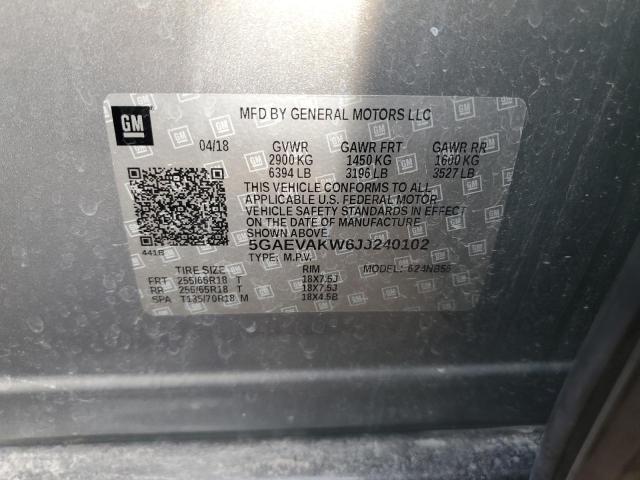 GM
MFD BY GENERAL MOTORS LLC
04/18 GVWR GAWR FRT GAWR RR
2900 KG 1450 KG 1600 KG
6394 LB 3196 LB 3527 LB
THIS VEHICLE CONFORMS TO ALL
APPLICABLE U.S. FEDERAL MOTOR
VEHICLE SAFETY STANDARDS IN EFFECT
ON THE DATE OF MANUFACTURE SHOWN ABOVE.
5GAEVAKW6JJ240102
441B TYPE: M.P.V. MODEL: 624NB56
TIRE SIZE RIM
FRT 255/65R18 T 18X7.5J
RR 255/65R18 T 18X7.5J
SPA T135/70R18 M 18X4.5B